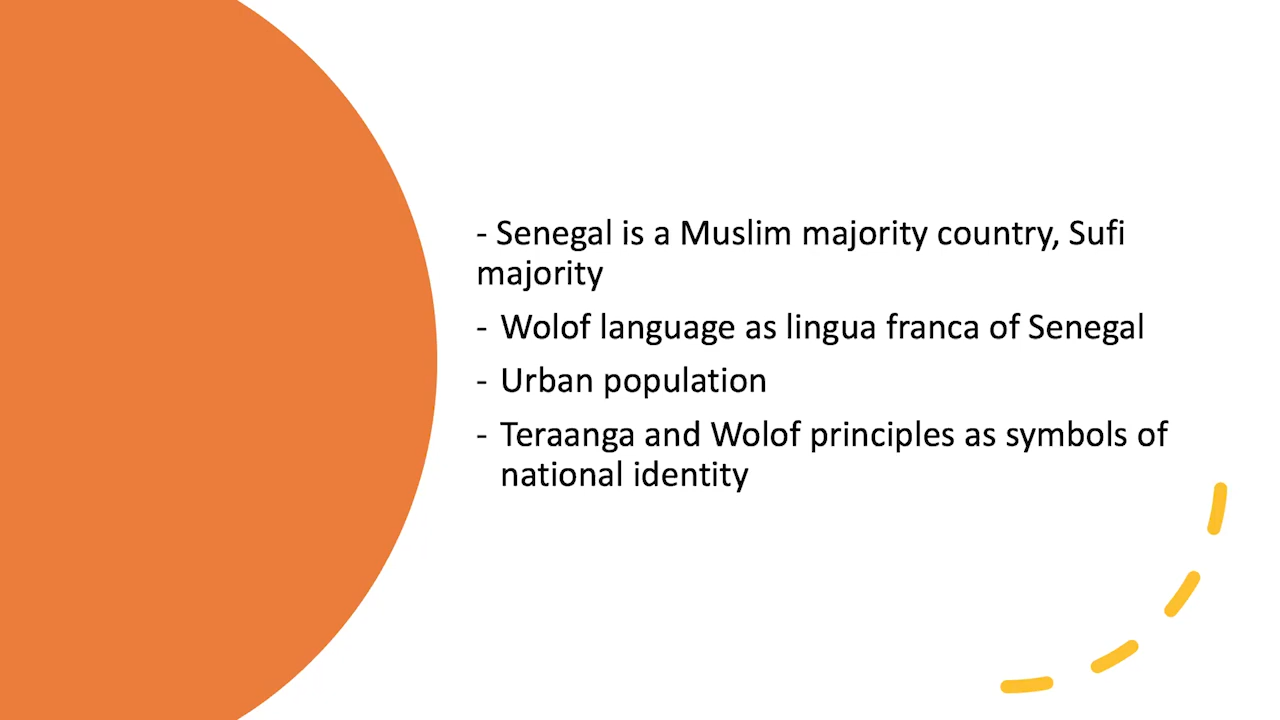 - Senegal is a Muslim majority country, Sufi
majority
- Wolof language as lingua franca of Senegal
- Urban population
- Teraanga and Wolof principles as symbols of
national identity